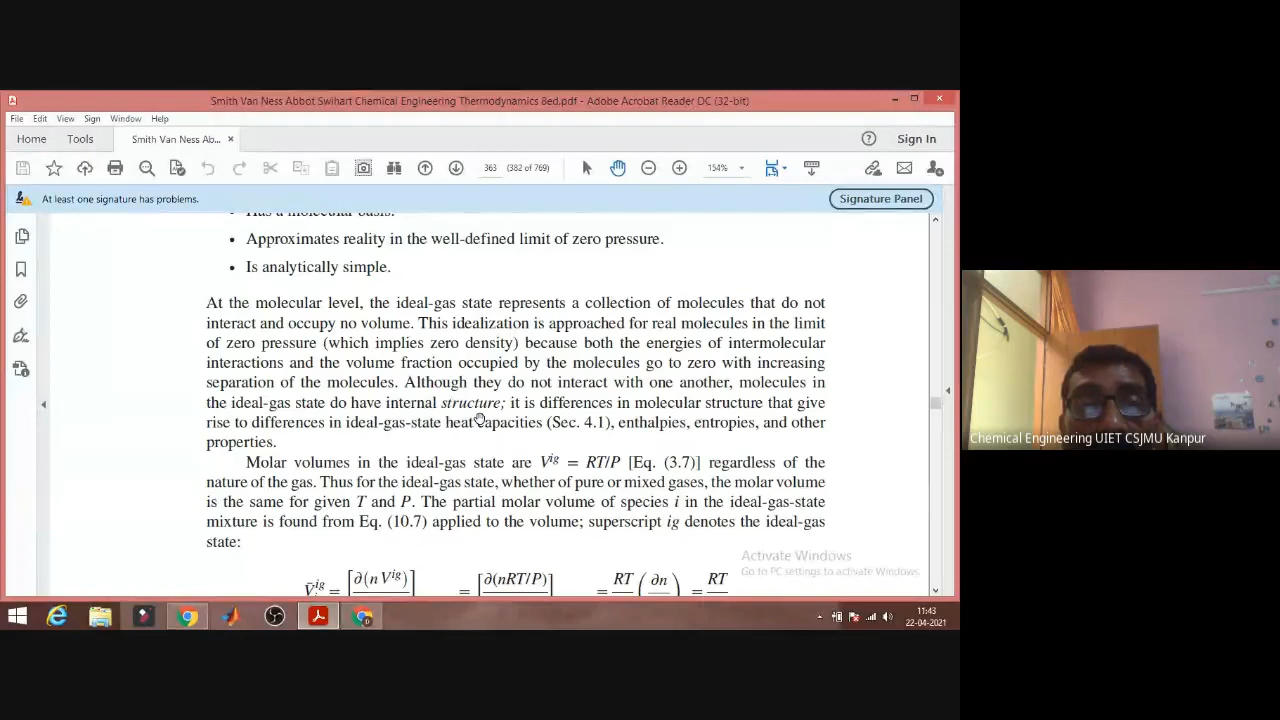 Smith Van Ness Abbot Swihart Chemical Engineering Thermodynamics 8ed.pdf - Adobe Acrobat Reader DC (32-bit)
File Edit View Sign Window Help
Home Tools Smith Van Ness Ab... × Sign In
363 (382 of 769) 154%
At least one signature has problems. Signature Panel
• Has a molecular basis.
• Approximates reality in the well-defined limit of zero pressure.
• Is analytically simple.
At the molecular level, the ideal-gas state represents a collection of molecules that do not
interact and occupy no volume. This idealization is approached for real molecules in the limit
of zero pressure (which implies zero density) because both the energies of intermolecular
interactions and the volume fraction occupied by the molecules go to zero with increasing
separation of the molecules. Although they do not interact with one another, molecules in
the ideal-gas state do have internal structure; it is differences in molecular structure that give
rise to differences in ideal-gas-state heat capacities (Sec. 4.1), enthalpies, entropies, and other
properties.
Molar volumes in the ideal-gas state are V^ig = RT/P [Eq. (3.7)] regardless of the
nature of the gas. Thus for the ideal-gas state, whether of pure or mixed gases, the molar volume
is the same for given T and P. The partial molar volume of species i in the ideal-gas-state
mixture is found from Eq. (10.7) applied to the volume; superscript ig denotes the ideal-gas
state:
V̄ᵢ^ig = [∂(n V^ig) = [∂(nRT/P) = RT (∂n = RT
Activate Windows
Go to PC settings to activate Windows.
Chemical Engineering UIET CSJMU Kanpur
11:43
22-04-2021